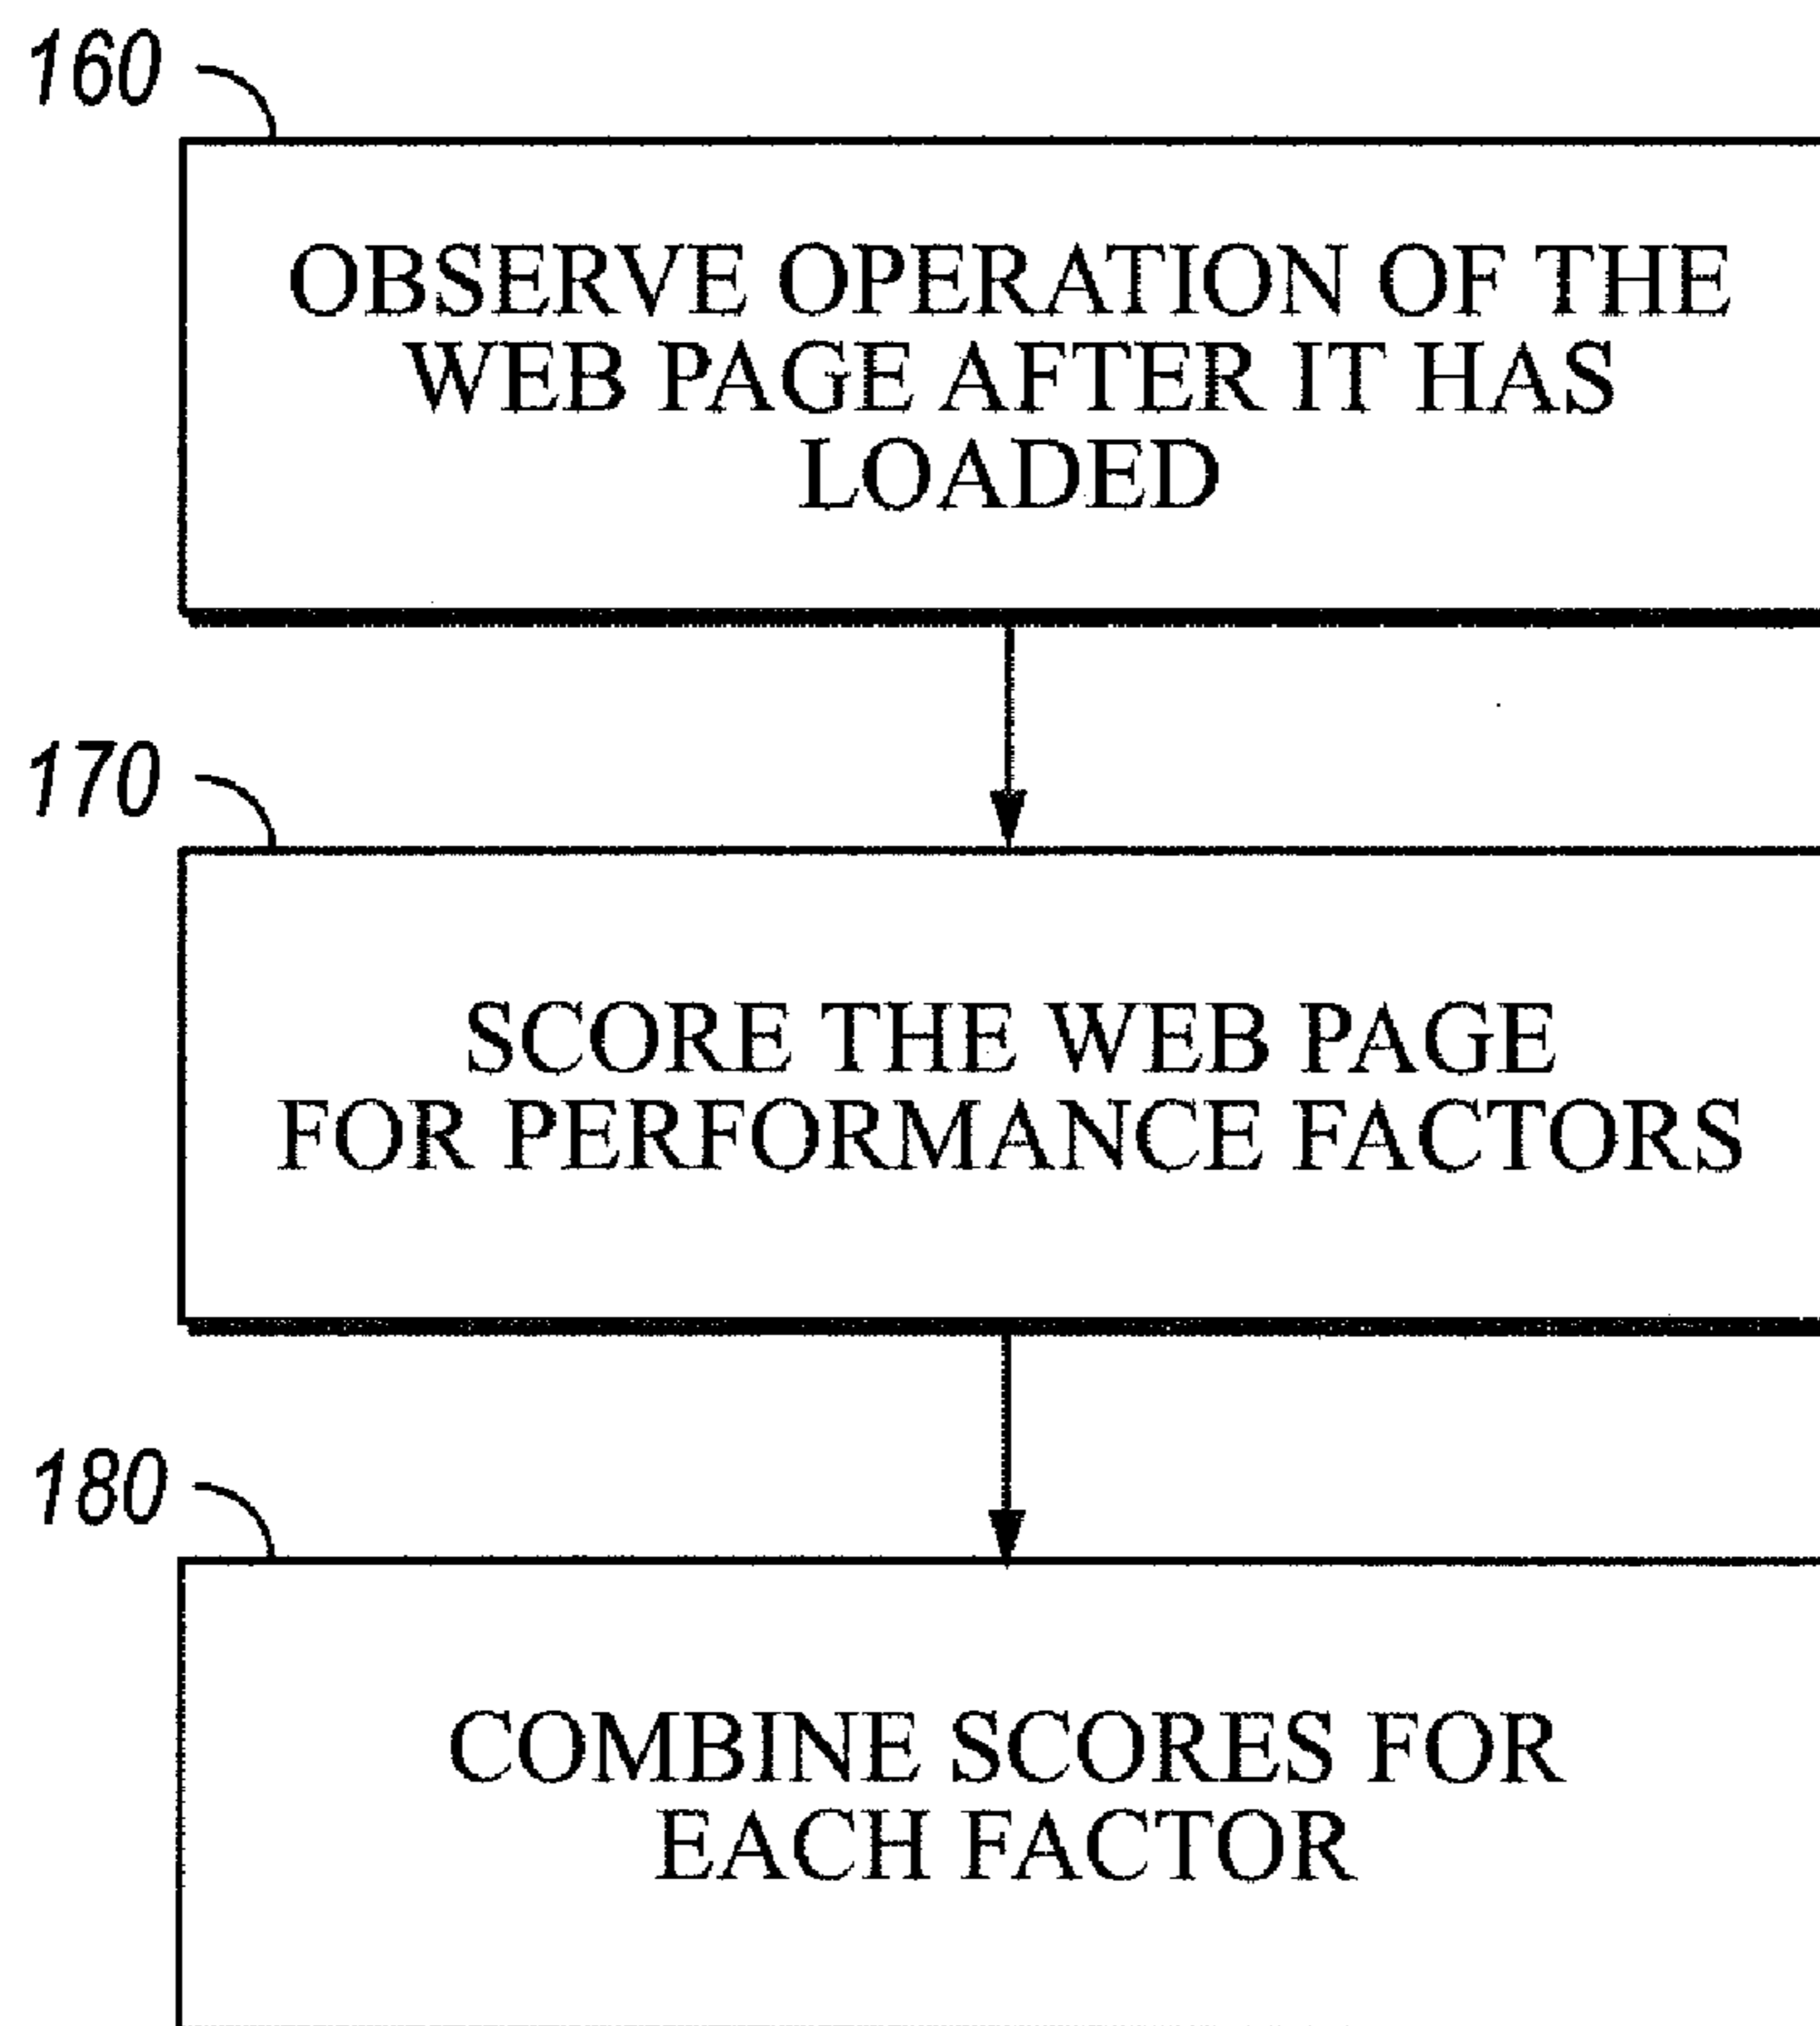 160
OBSERVE OPERATION OF THE
WEB PAGE AFTER IT HAS
LOADED
170
SCORE THE WEB PAGE
FOR PERFORMANCE FACTORS
180
COMBINE SCORES FOR
EACH FACTOR